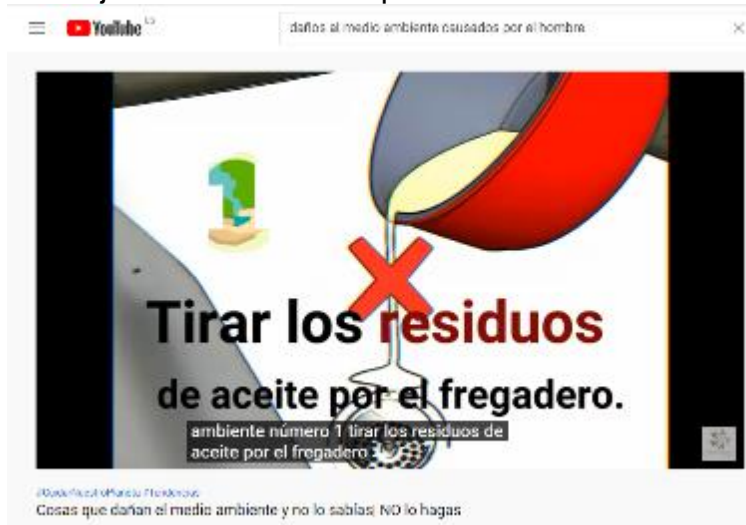 YouTube ES
daños al medio ambiente causados por el hombre
1
Tirar los residuos
de aceite por el fregadero.
ambiente número 1 tirar los residuos de
aceite por el fregadero
Cosas que dañan el medio ambiente y no lo sabías| NO lo hagas